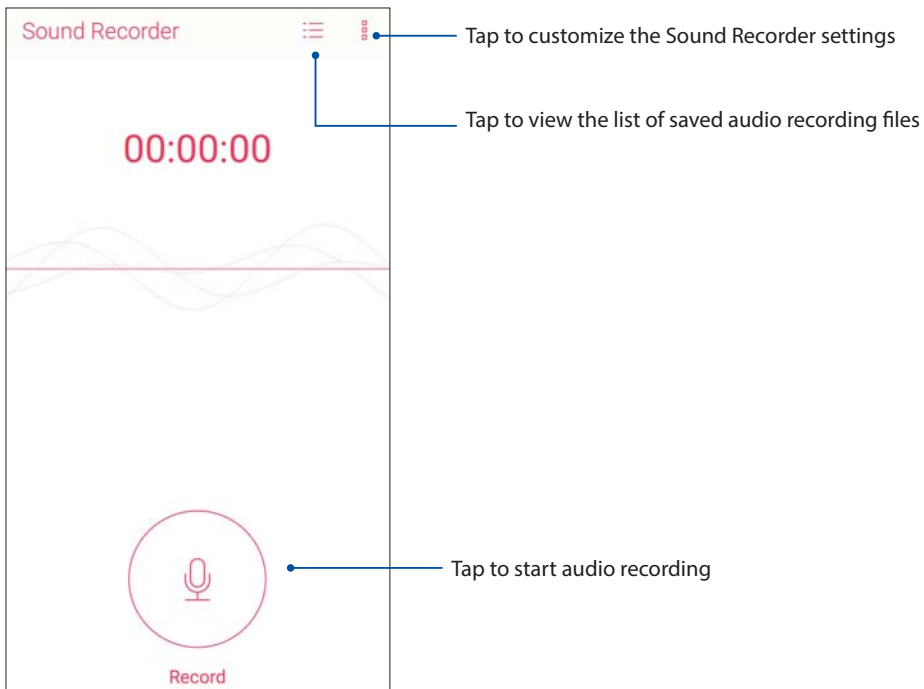 Sound Recorder
Tap to customize the Sound Recorder settings
Tap to view the list of saved audio recording files
00:00:00
Tap to start audio recording
Record